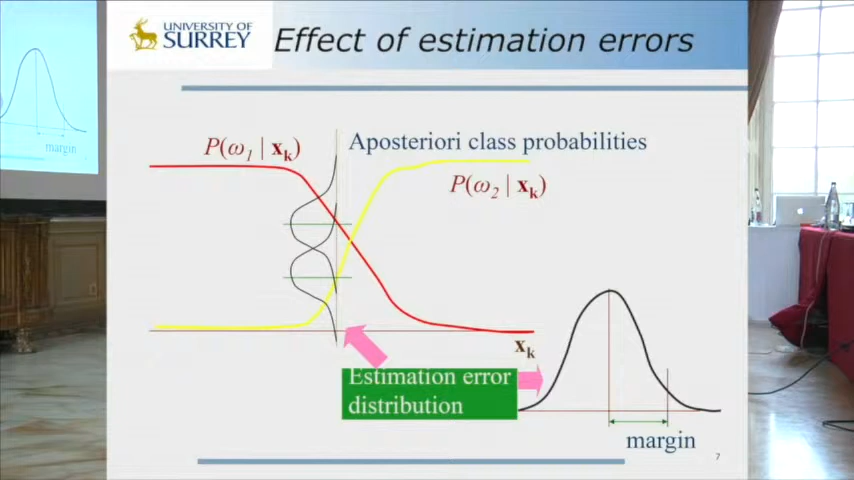 UNIVERSITY OF
SURREY
Effect of estimation errors
P(ω₁ | xₖ)
Aposteriori class probabilities
P(ω₂ | xₖ)
xₖ
Estimation error
distribution
margin
7
margin